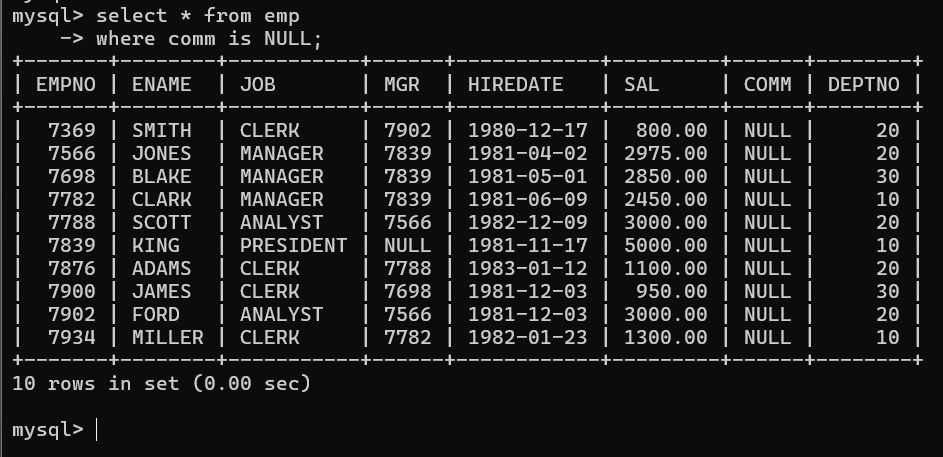 mysql> select * from emp
    -> where comm is NULL;
+-------+--------+-----------+------+------------+---------+------+--------+
| EMPNO | ENAME  | JOB       | MGR  | HIREDATE   | SAL     | COMM | DEPTNO |
+-------+--------+-----------+------+------------+---------+------+--------+
|  7369 | SMITH  | CLERK     | 7902 | 1980-12-17 |  800.00 | NULL |     20 |
|  7566 | JONES  | MANAGER   | 7839 | 1981-04-02 | 2975.00 | NULL |     20 |
|  7698 | BLAKE  | MANAGER   | 7839 | 1981-05-01 | 2850.00 | NULL |     30 |
|  7782 | CLARK  | MANAGER   | 7839 | 1981-06-09 | 2450.00 | NULL |     10 |
|  7788 | SCOTT  | ANALYST   | 7566 | 1982-12-09 | 3000.00 | NULL |     20 |
|  7839 | KING   | PRESIDENT | NULL | 1981-11-17 | 5000.00 | NULL |     10 |
|  7876 | ADAMS  | CLERK     | 7788 | 1983-01-12 | 1100.00 | NULL |     20 |
|  7900 | JAMES  | CLERK     | 7698 | 1981-12-03 |  950.00 | NULL |     30 |
|  7902 | FORD   | ANALYST   | 7566 | 1981-12-03 | 3000.00 | NULL |     20 |
|  7934 | MILLER | CLERK     | 7782 | 1982-01-23 | 1300.00 | NULL |     10 |
+-------+--------+-----------+------+------------+---------+------+--------+
10 rows in set (0.00 sec)
mysql>